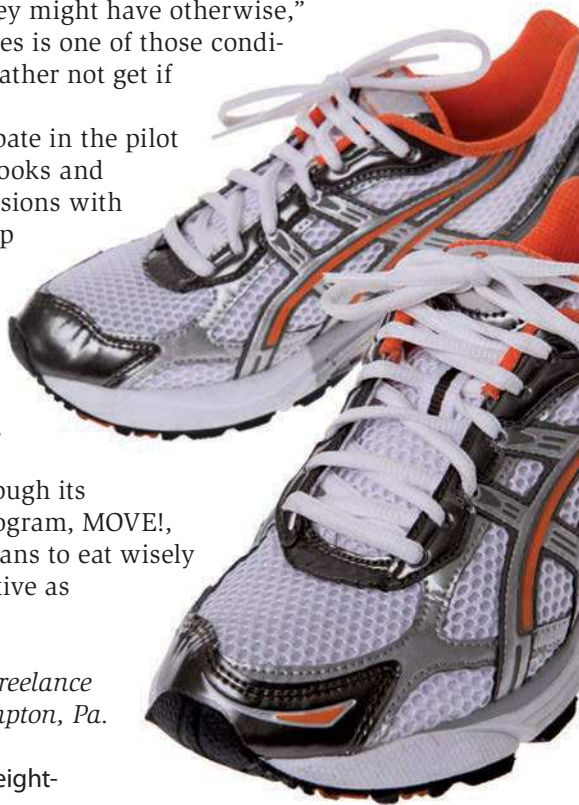 ey might have otherwise,”
es is one of those condi-
ather not get if
pate in the pilot
ooks and
sions with
p
ough its
ogram, MOVE!,
ans to eat wisely
tive as
reelance
mpton, Pa.
eight-